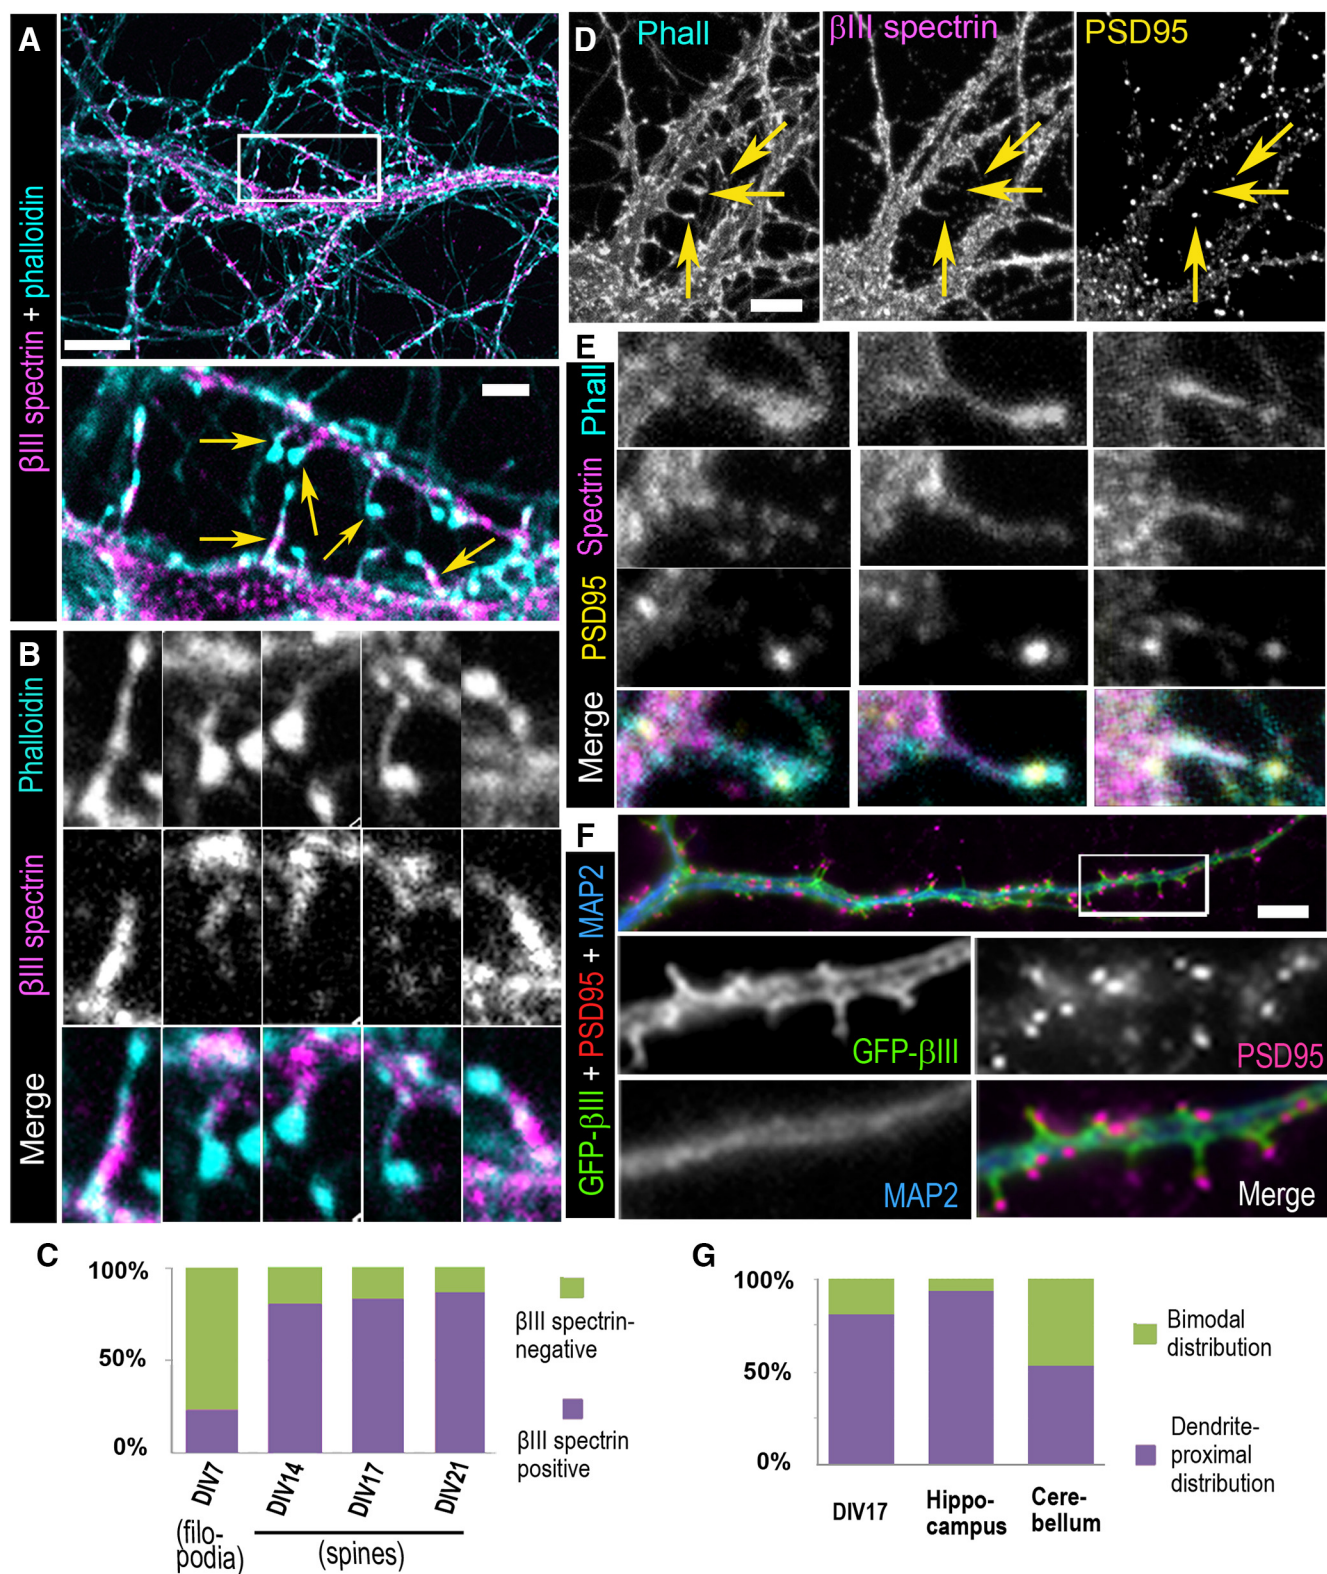 A
βIII spectrin + phalloidin
B
Phalloidin
βIII spectrin
Merge
C
100%
50%
0%
DIV7
DIV14
DIV17
DIV21
(filo-
podia)
(spines)
βIII spectrin-
negative
βIII spectrin
positive
D
Phall
βIII spectrin
PSD95
E
Phall
Spectrin
PSD95
Merge
F
GFP-βIII + PSD95 + MAP2
GFP-βIII
PSD95
MAP2
Merge
G
100%
50%
0%
DIV17
Hippo-
campus
Cere-
bellum
Bimodal
distribution
Dendrite-
proximal
distribution